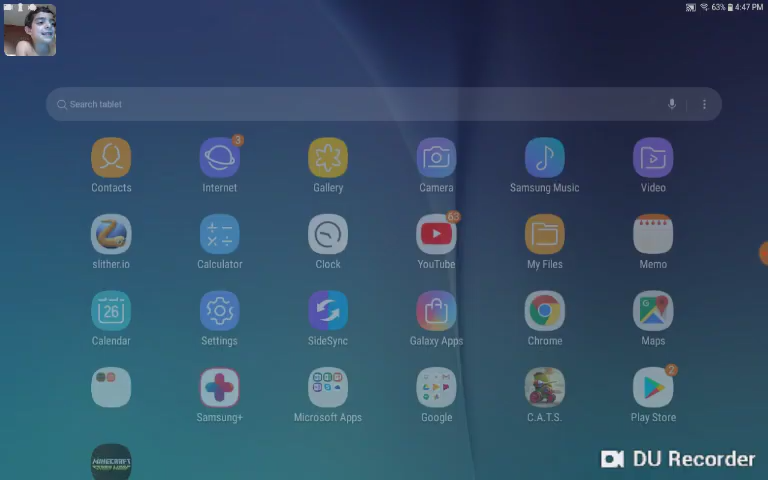 63% 4:47 PM
Search tablet
3
Contacts
Internet
Gallery
Camera
Samsung Music
Video
63
slither.io
Calculator
Clock
YouTube
My Files
Memo
26
G
Calendar
Settings
SideSync
Galaxy Apps
Chrome
Maps
2
Samsung+
Microsoft Apps
Google
C.A.T.S.
Play Store
MINECRAFT
DU Recorder